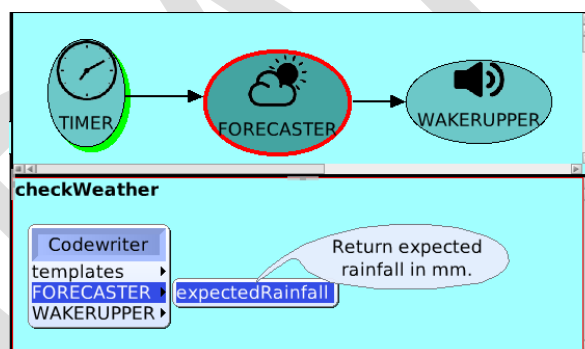 TIMER
FORECASTER
WAKERUPPER
checkWeather
Codewriter
templates
FORECASTER
expectedRainfall
WAKERUPPER
Return expected
rainfall in mm.